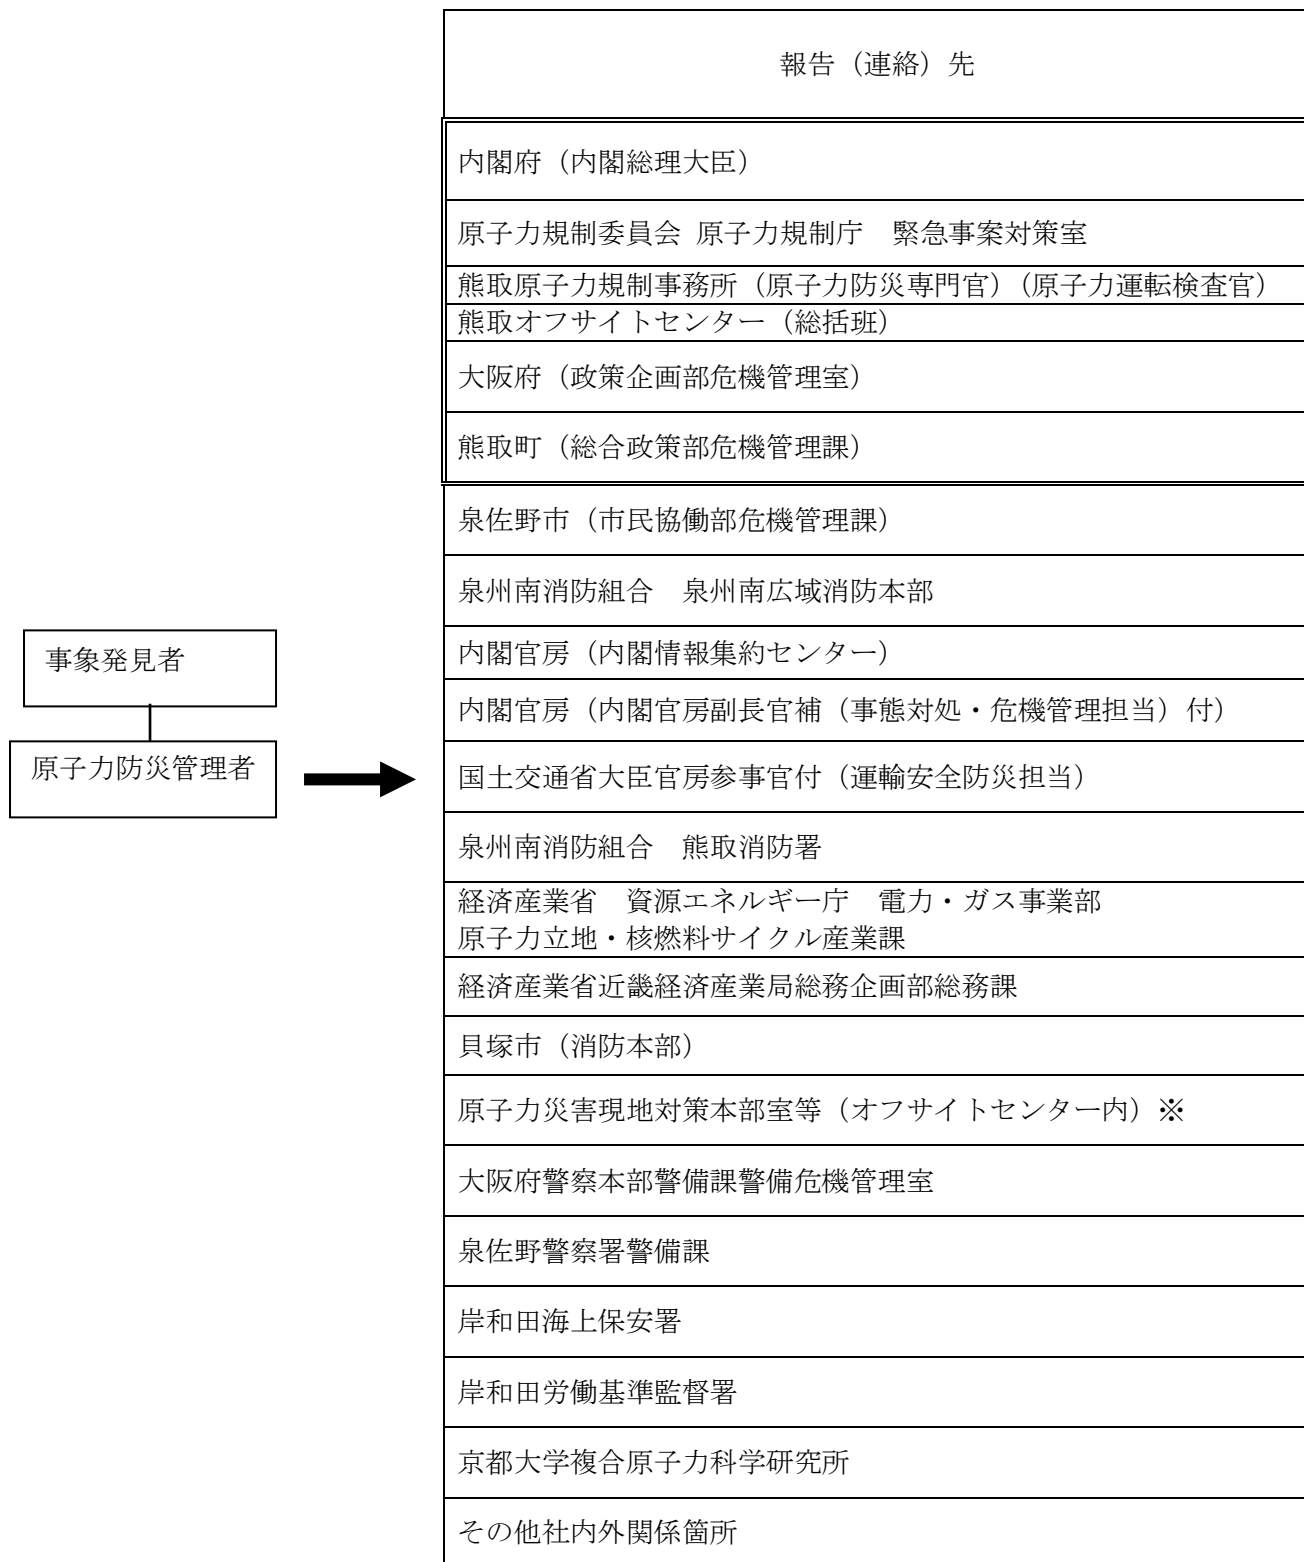 報告（連絡）先
内閣府（内閣総理大臣）
原子力規制委員会 原子力規制庁　緊急事案対策室
熊取原子力規制事務所（原子力防災専門官）（原子力運転検査官）
熊取オフサイトセンター（総括班）
大阪府（政策企画部危機管理室）
熊取町（総合政策部危機管理課）
泉佐野市（市民協働部危機管理課）
泉州南消防組合　泉州南広域消防本部
内閣官房（内閣情報集約センター）
内閣官房（内閣官房副長官補（事態対処・危機管理担当）付）
国土交通省大臣官房参事官付（運輸安全防災担当）
泉州南消防組合　熊取消防署
経済産業省　資源エネルギー庁　電力・ガス事業部
原子力立地・核燃料サイクル産業課
経済産業省近畿経済産業局総務企画部総務課
貝塚市（消防本部）
原子力災害現地対策本部室等（オフサイトセンター内）※
大阪府警察本部警備課警備危機管理室
泉佐野警察署警備課
岸和田海上保安署
岸和田労働基準監督署
京都大学複合原子力科学研究所
その他社内外関係箇所
事象発見者
原子力防災管理者